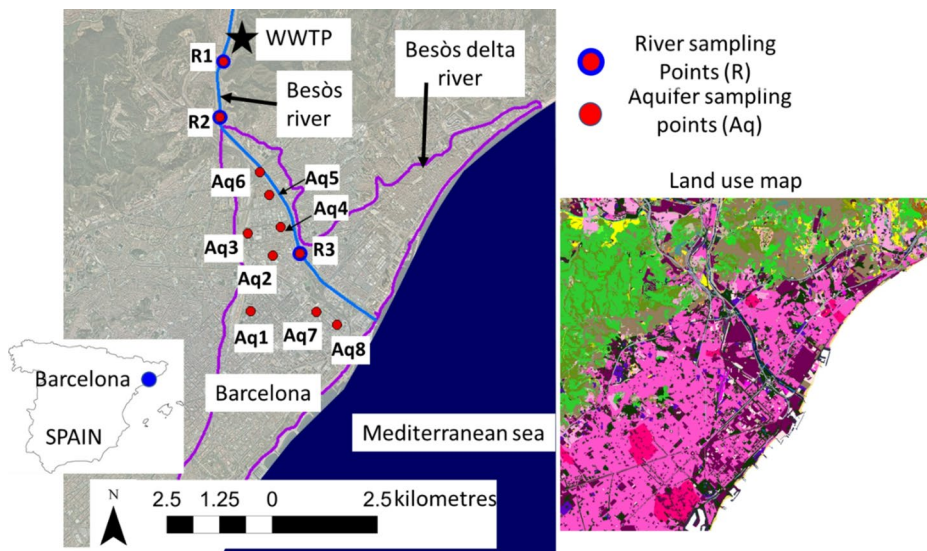 WWTP
R1
Besòs
river
R2
Besòs delta
river
Aq6
Aq5
Aq4
Aq3
Aq2
R3
Aq1
Aq7
Aq8
Barcelona
Mediterranean sea
Barcelona
SPAIN
N
2.5 1.25 0 2.5 kilometres
River sampling
Points (R)
Aquifer sampling
points (Aq)
Land use map